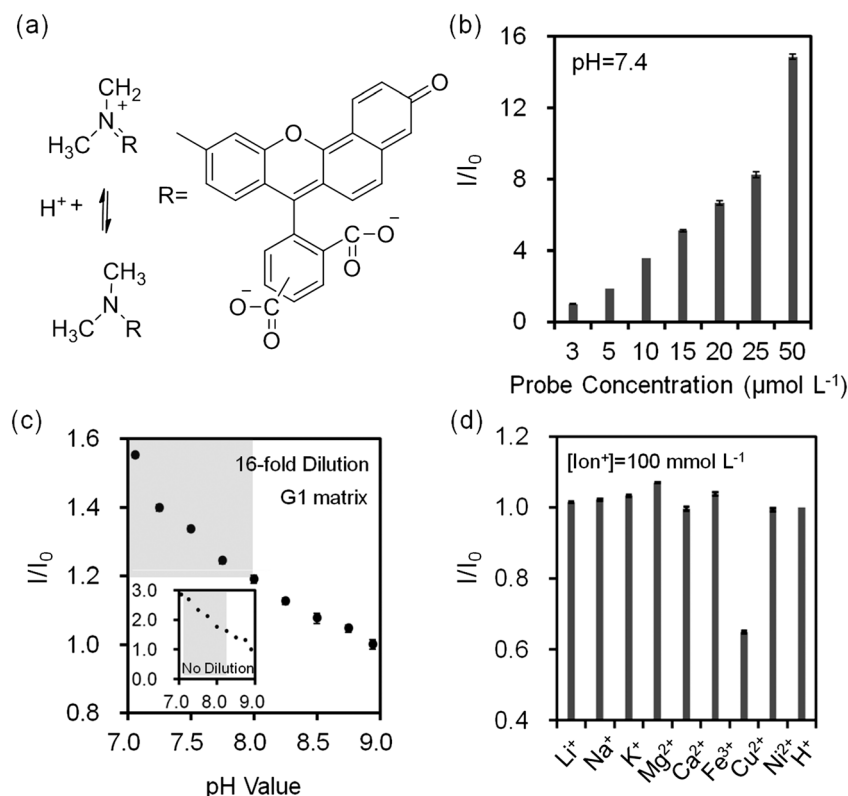 (a)
CH₂
N⁺
H₃C
R
H⁺+
CH₃
N
H₃C
R
R=
O
O
C–O⁻
O
O⁻–C
O
(b)
pH=7.4
I/I₀
16
12
8
4
0
3 5 10 15 20 25 50
Probe Concentration (μmol L⁻¹)
(c)
16-fold Dilution
G1 matrix
I/I₀
1.6
1.4
1.2
1.0
0.8
3.0
2.0
1.0
0.0
No Dilution
7.0 8.0 9.0
7.0 7.5 8.0 8.5 9.0
pH Value
(d)
[Ion⁺]=100 mmol L⁻¹
I/I₀
1.2
1.0
0.8
0.6
0.4
Li⁺ Na⁺ K⁺ Mg²⁺ Ca²⁺ Fe³⁺ Cu²⁺ Ni²⁺ H⁺